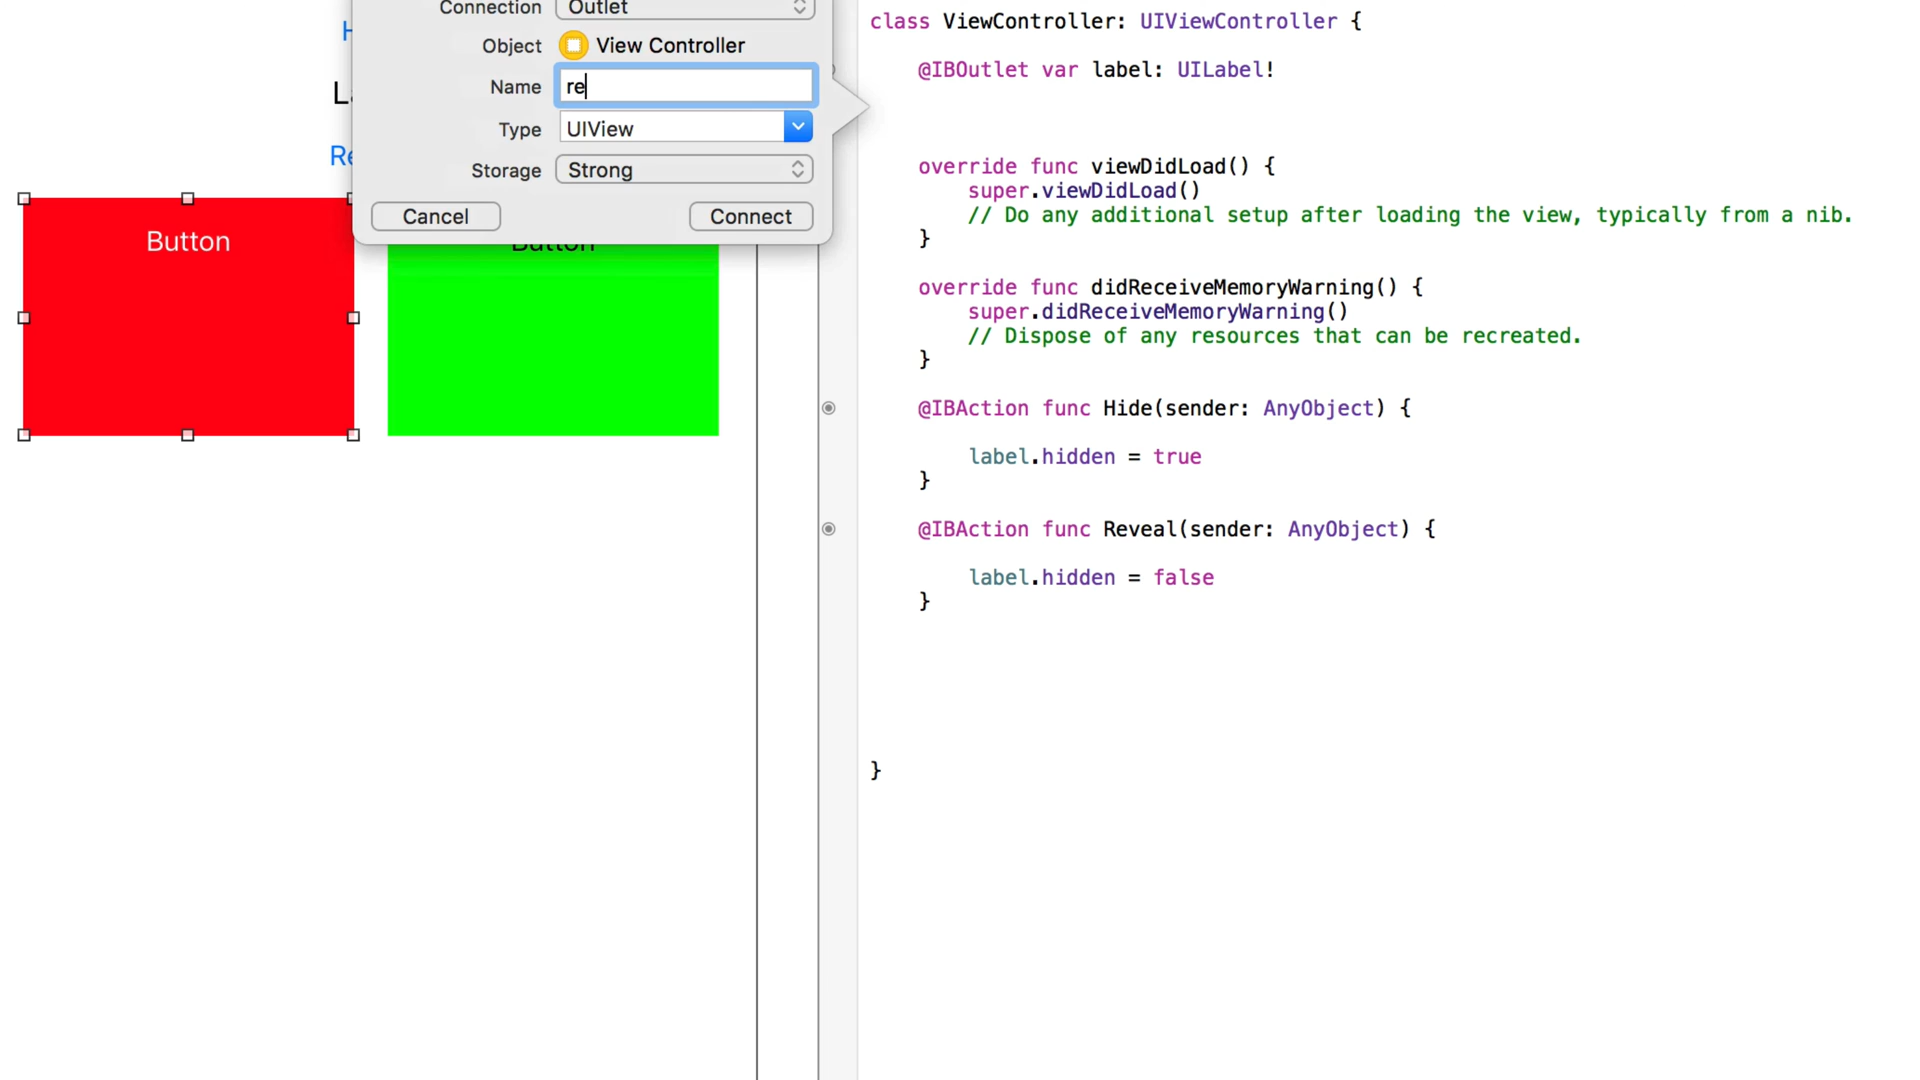 Connection Outlet
Object View Controller
Name re
Type UIView
Storage Strong
Cancel Connect
Button
class ViewController: UIViewController {
@IBOutlet var label: UILabel!
override func viewDidLoad() {
super.viewDidLoad()
// Do any additional setup after loading the view, typically from a nib.
}
override func didReceiveMemoryWarning() {
super.didReceiveMemoryWarning()
// Dispose of any resources that can be recreated.
}
@IBAction func Hide(sender: AnyObject) {
label.hidden = true
}
@IBAction func Reveal(sender: AnyObject) {
label.hidden = false
}
}